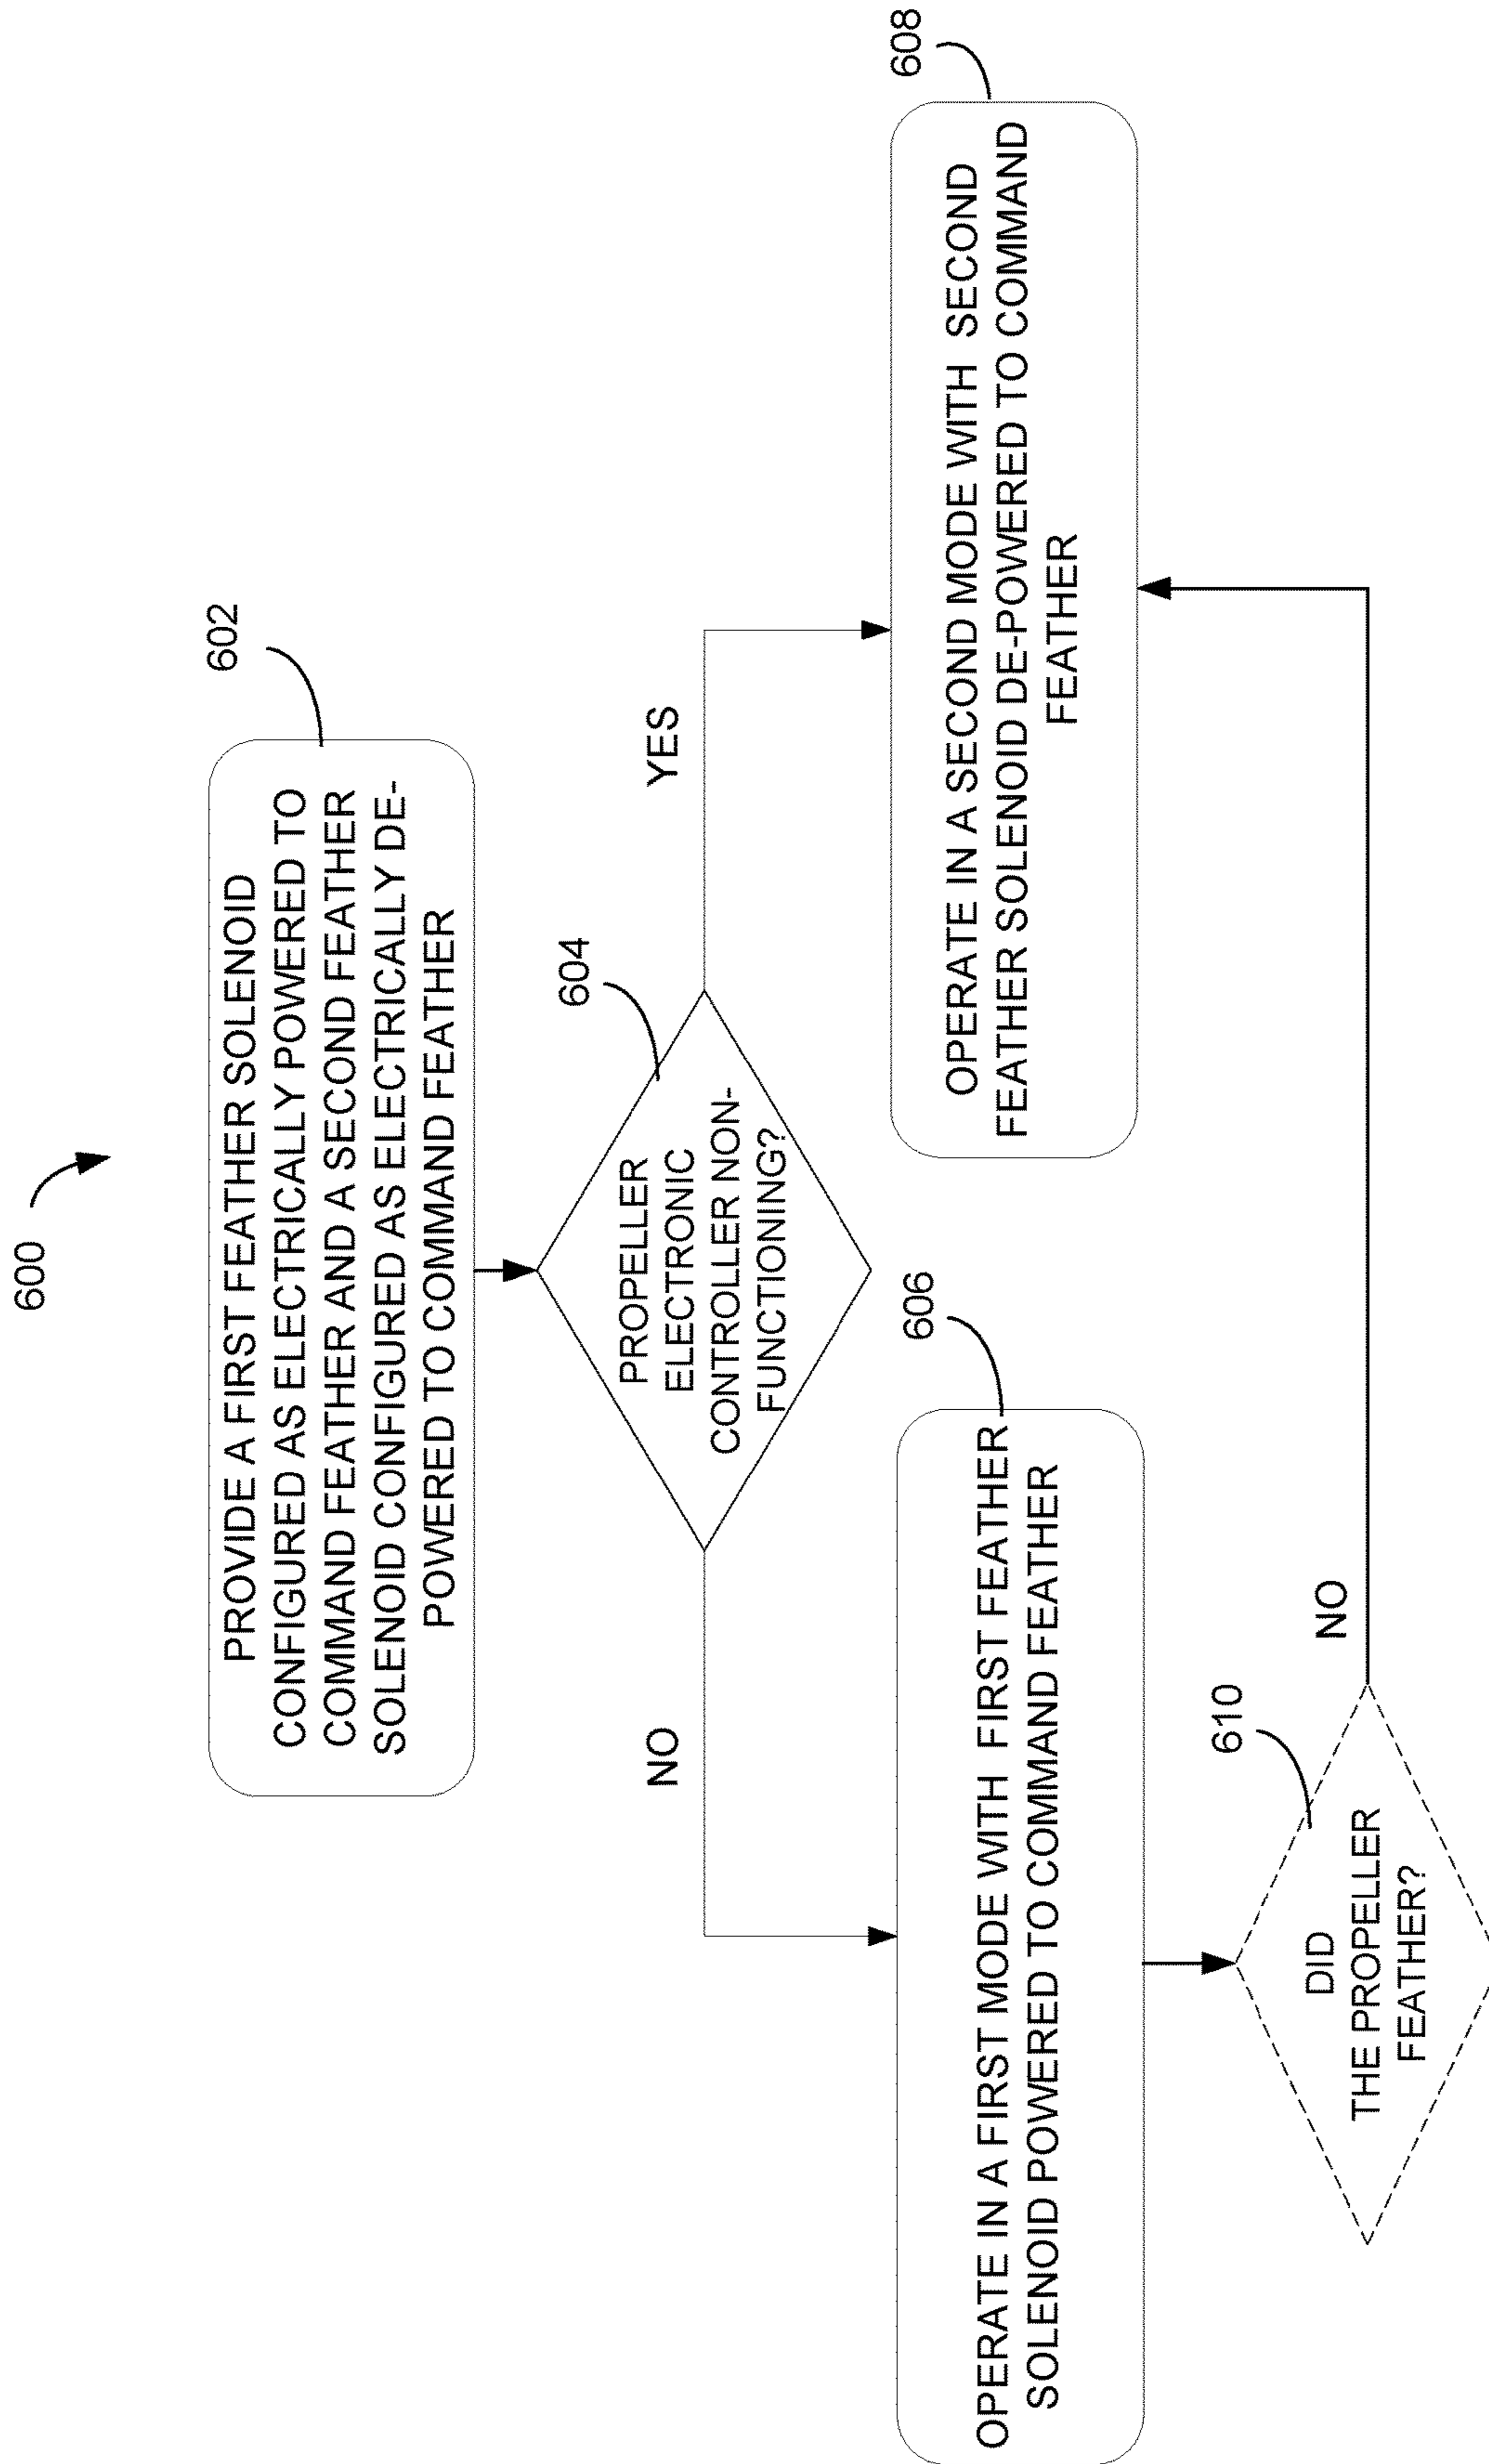 600
602
PROVIDE A FIRST FEATHER SOLENOID
CONFIGURED AS ELECTRICALLY POWERED TO
COMMAND FEATHER AND A SECOND FEATHER
SOLENOID CONFIGURED AS ELECTRICALLY DE-
POWERED TO COMMAND FEATHER
604
PROPELLER
ELECTRONIC
CONTROLLER NON-
FUNCTIONING?
NO
YES
606
OPERATE IN A FIRST MODE WITH FIRST FEATHER
SOLENOID POWERED TO COMMAND FEATHER
608
OPERATE IN A SECOND MODE WITH SECOND
FEATHER SOLENOID DE-POWERED TO COMMAND
FEATHER
610
DID
THE PROPELLER
FEATHER?
NO